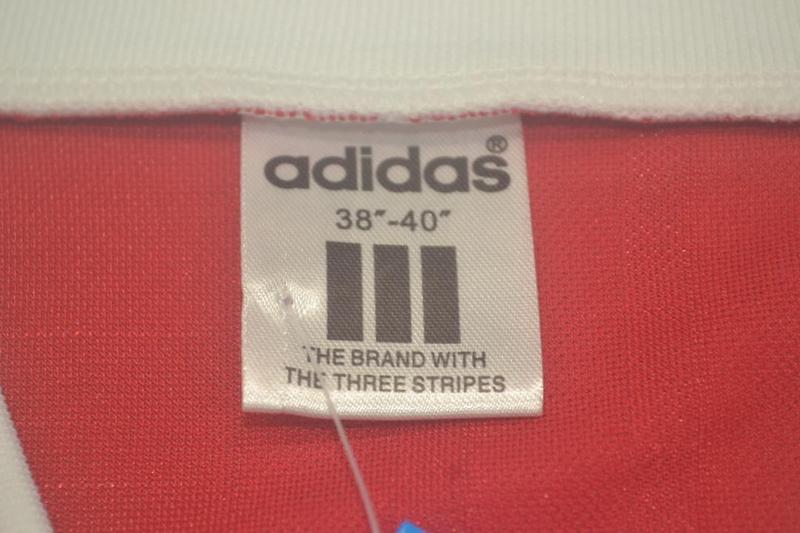 adidas®
38"-40"
THE BRAND WITH
THE THREE STRIPES